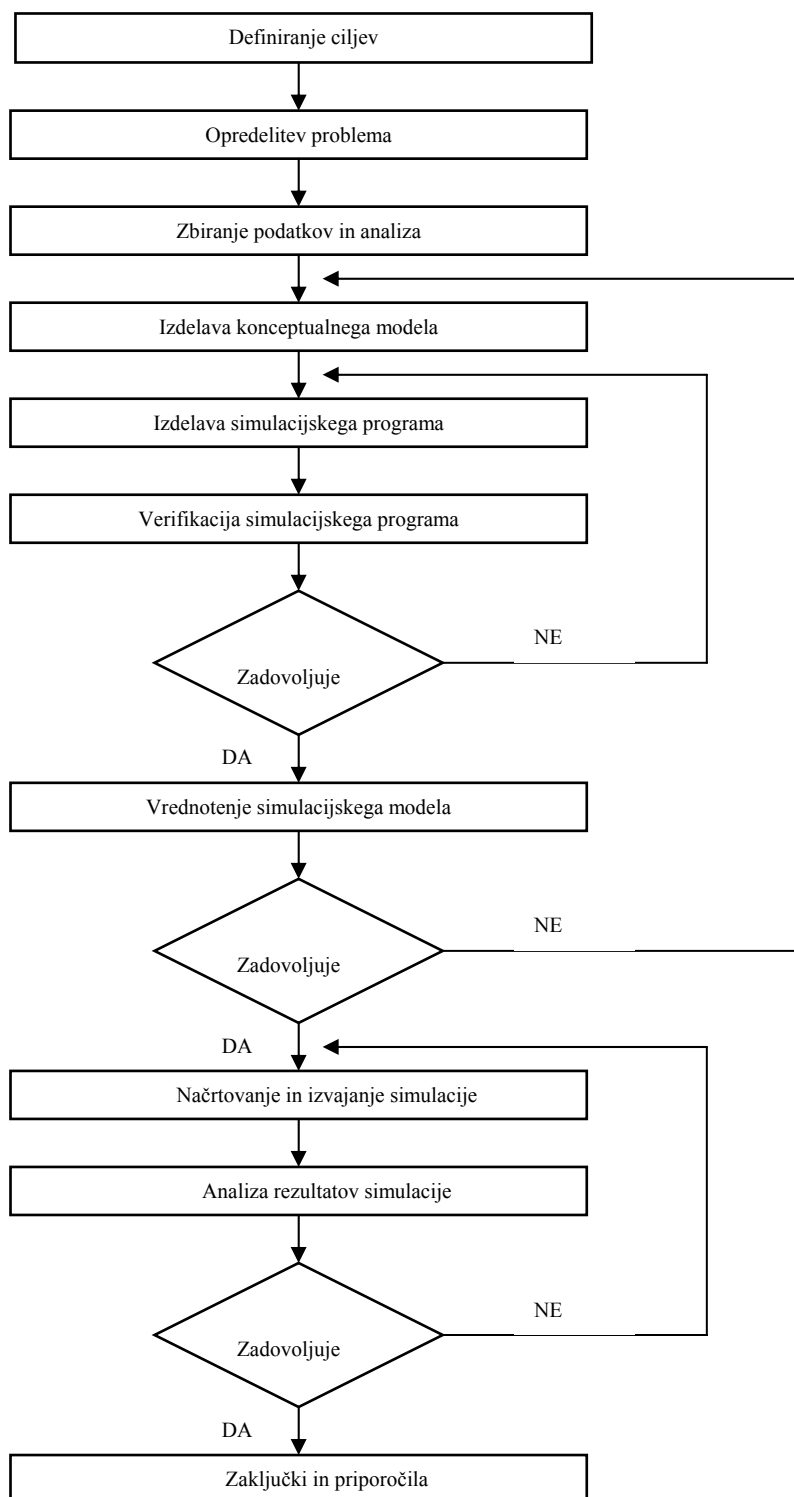 Definiranje ciljev
Opredelitev problema
Zbiranje podatkov in analiza
Izdelava konceptualnega modela
Izdelava simulacijskega programa
Verifikacija simulacijskega programa
NE
Zadovoljuje
DA
Vrednotenje simulacijskega modela
NE
Zadovoljuje
DA
Načrtovanje in izvajanje simulacije
Analiza rezultatov simulacije
NE
Zadovoljuje
DA
Zaključki in priporočila